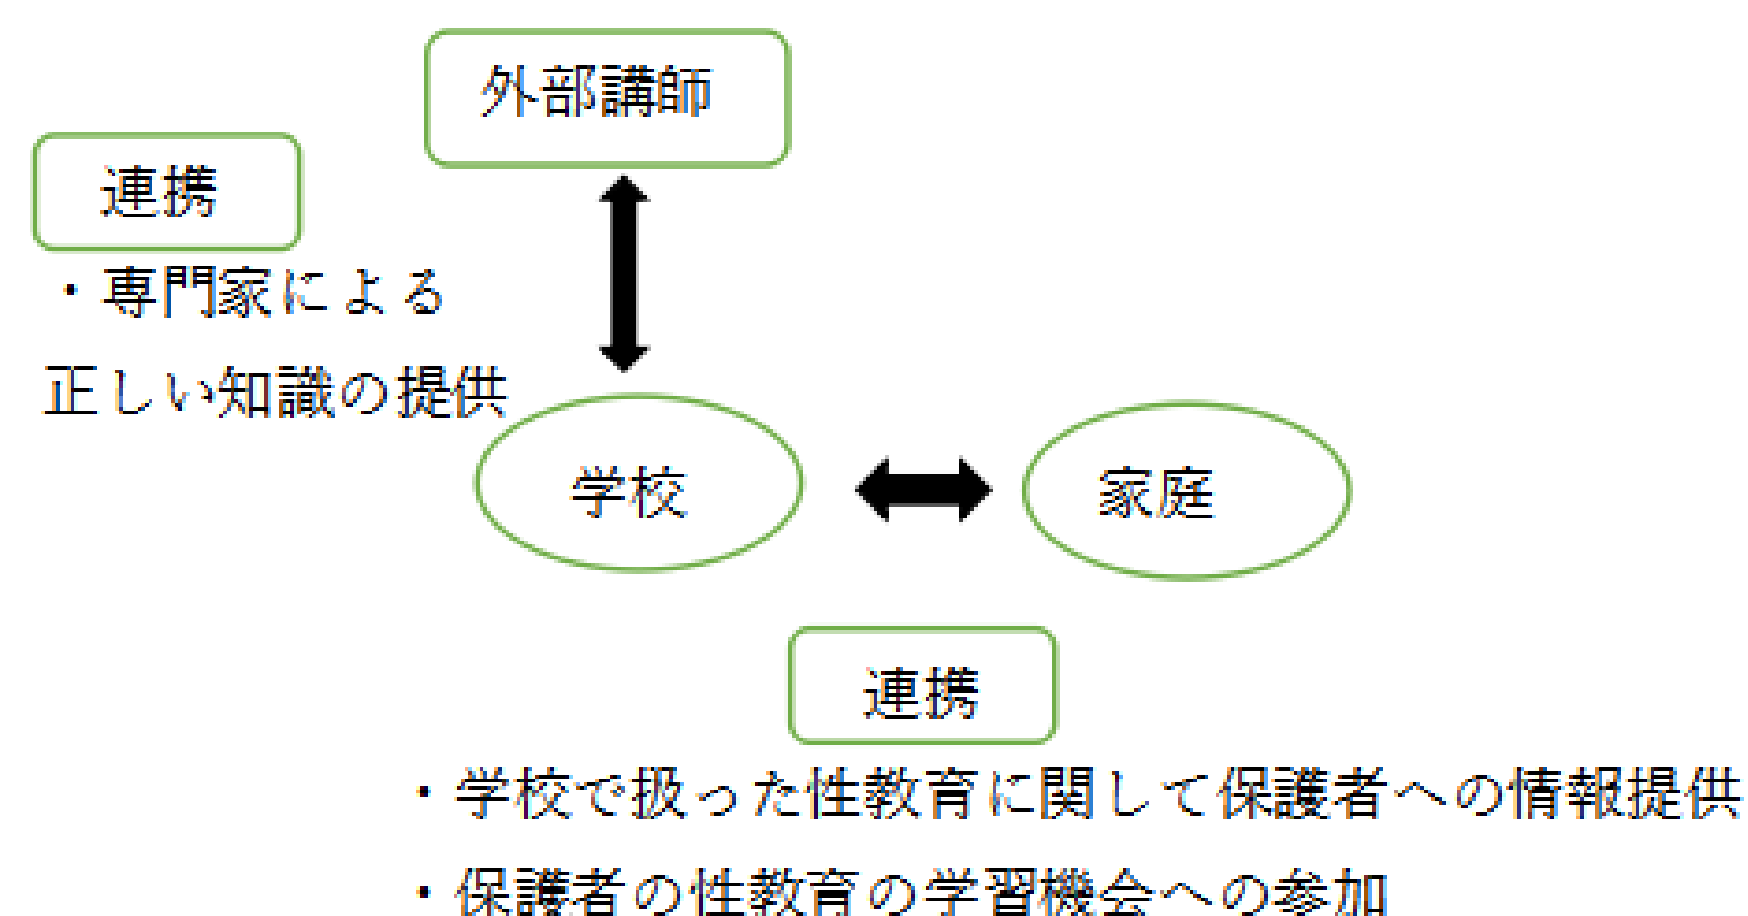 外部講師
連携
・専門家による
正しい知識の提供
学校
家庭
連携
・学校で扱った性教育に関して保護者への情報提供
・保護者の性教育の学習機会への参加